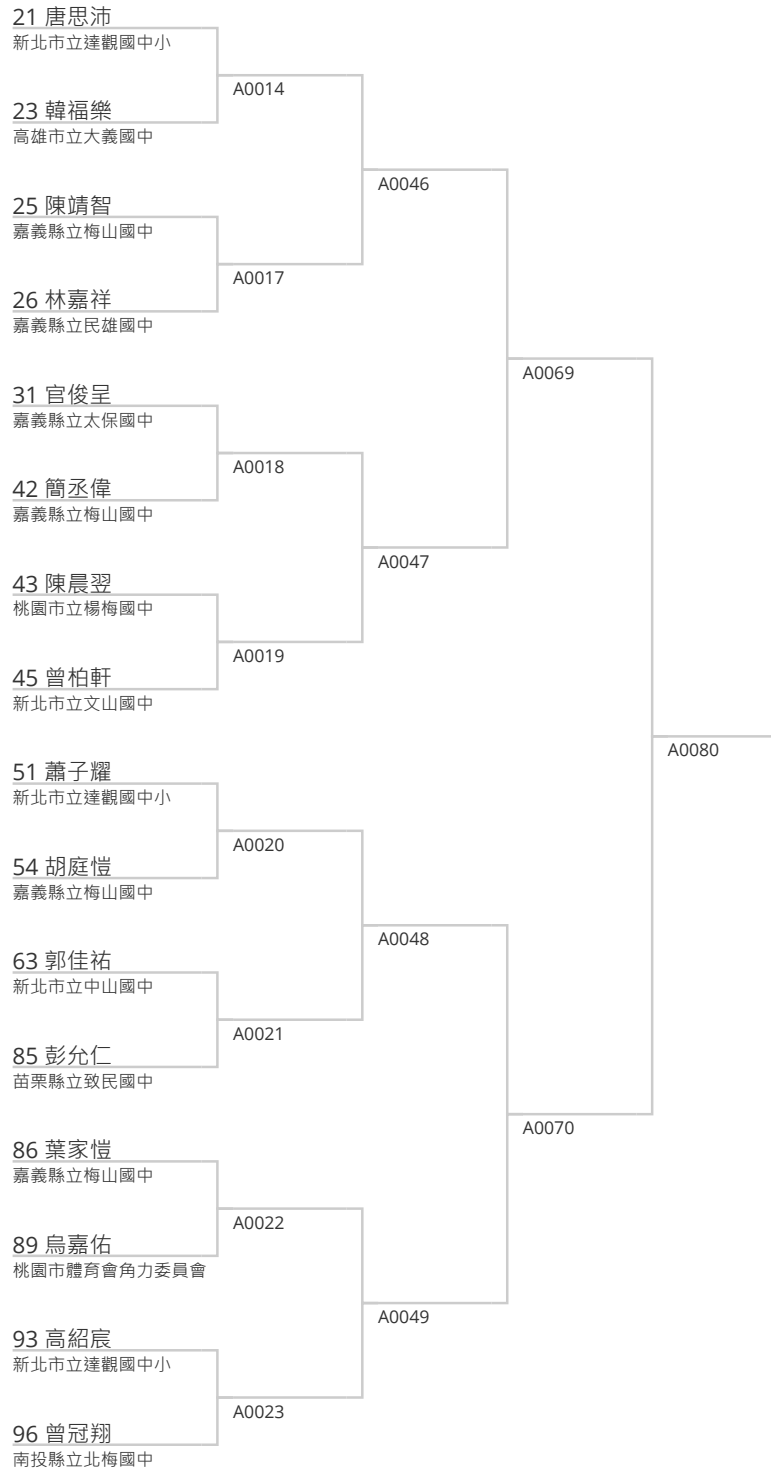 21 唐思沛
新北市立達觀國中小
A0014
23 韓福樂
高雄市立大義國中
A0046
25 陳靖智
嘉義縣立梅山國中
A0017
26 林嘉祥
嘉義縣立民雄國中
A0069
31 官俊呈
嘉義縣立太保國中
A0018
42 簡丞偉
嘉義縣立梅山國中
A0047
43 陳晨翌
桃園市立楊梅國中
A0019
45 曾柏軒
新北市立文山國中
A0080
51 蕭子耀
新北市立達觀國中小
A0020
54 胡庭愷
嘉義縣立梅山國中
A0048
63 郭佳祐
新北市立中山國中
A0021
85 彭允仁
苗栗縣立致民國中
A0070
86 葉家愷
嘉義縣立梅山國中
A0022
89 烏嘉佑
桃園市體育會角力委員會
A0049
93 高紹宸
新北市立達觀國中小
A0023
96 曾冠翔
南投縣立北梅國中